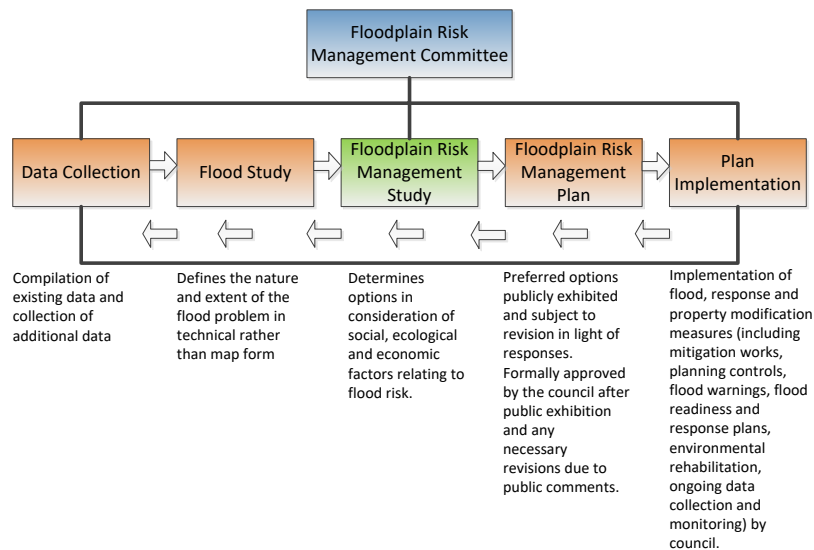 Floodplain Risk
Management Committee
Data Collection
Flood Study
Floodplain Risk
Management
Study
Floodplain Risk
Management
Plan
Plan
Implementation
Compilation of
existing data and
collection of
additional data
Defines the nature
and extent of the
flood problem in
technical rather
than map form
Determines
options in
consideration of
social, ecological
and economic
factors relating to
flood risk.
Preferred options
publicly exhibited
and subject to
revision in light of
responses.
Formally approved
by the council after
public exhibition
and any
necessary
revisions due to
public comments.
Implementation of
flood, response and
property modification
measures (including
mitigation works,
planning controls,
flood warnings, flood
readiness and
response plans,
environmental
rehabilitation,
ongoing data
collection and
monitoring) by
council.